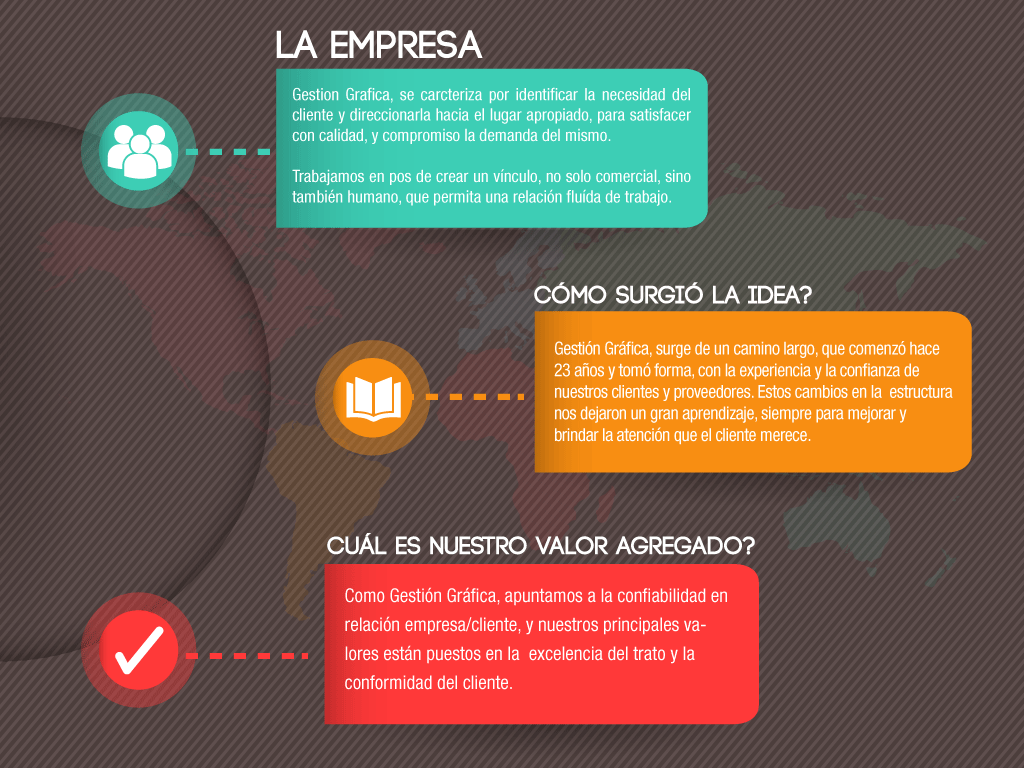 LA EMPRESA
Gestion Grafica, se carcteriza por identificar la necesidad del
cliente y direccionarla hacia el lugar apropiado, para satisfacer
con calidad, y compromiso la demanda del mismo.
Trabajamos en pos de crear un vínculo, no solo comercial, sino
también humano, que permita una relación fluída de trabajo.
CÓMO SURGIÓ LA IDEA?
Gestión Gráfica, surge de un camino largo, que comenzó hace
23 años y tomó forma, con la experiencia y la confianza de
nuestros clientes y proveedores. Estos cambios en la estructura
nos dejaron un gran aprendizaje, siempre para mejorar y
brindar la atención que el cliente merece.
CUÁL ES NUESTRO VALOR AGREGADO?
Como Gestión Gráfica, apuntamos a la confiabilidad en
relación empresa/cliente, y nuestros principales va-
lores están puestos en la excelencia del trato y la
conformidad del cliente.